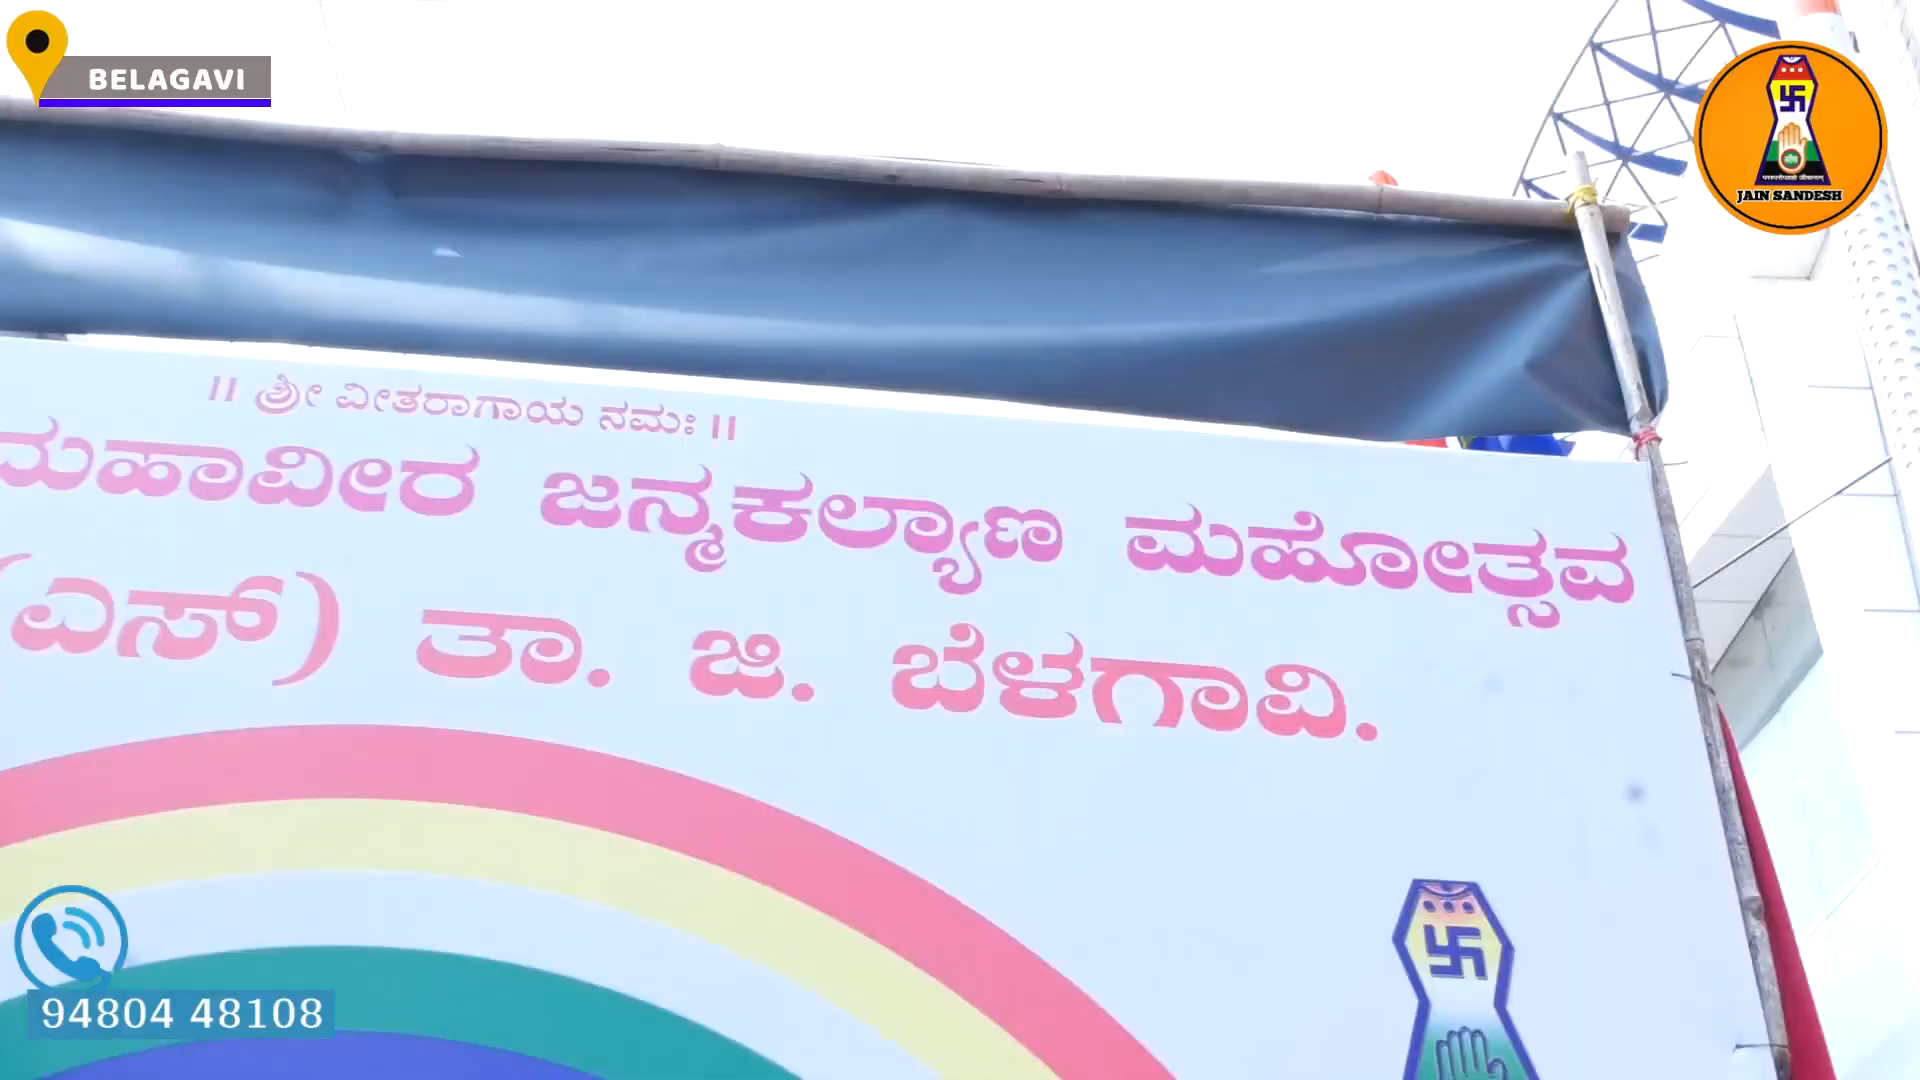 BELAGAVI
JAIN SANDESH
॥ ಶ್ರೀ ವೀತರಾಗಾಯ ನಮಃ ॥
ಮಹಾವೀರ ಜನ್ಮಕಲ್ಯಾಣ ಮಹೋತ್ಸವ
(ಎಸ್) ತಾ. ಜಿ. ಬೆಳಗಾವಿ.
94804 48108